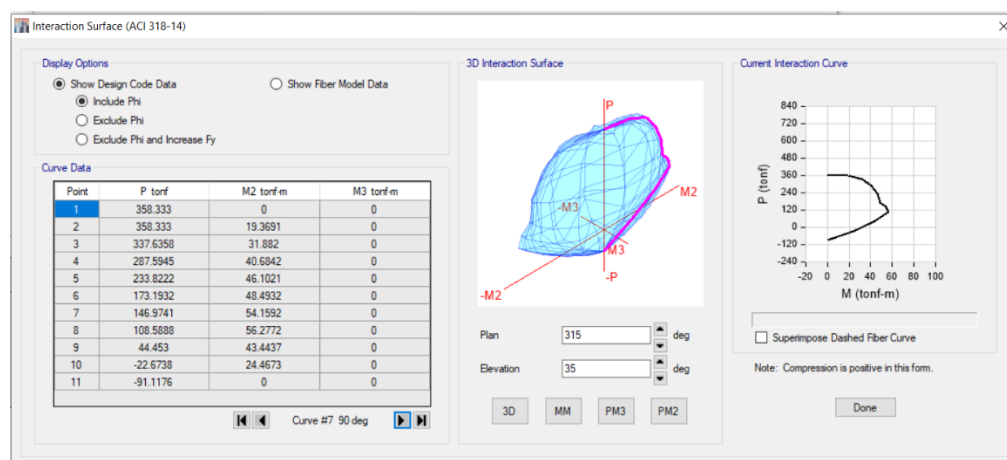 Interaction Surface (ACI 318-14)
Display Options
Show Design Code Data
Show Fiber Model Data
Include Phi
Exclude Phi
Exclude Phi and Increase Fy
Curve Data
Point P tonf M2 tonf-m M3 tonf-m
1 358.333 0 0
2 358.333 19.3691 0
3 337.6358 31.882 0
4 287.5945 40.6842 0
5 233.8222 46.1021 0
6 173.1932 48.4932 0
7 146.9741 54.1592 0
8 108.5888 56.2772 0
9 44.453 43.4437 0
10 -22.6738 24.4673 0
11 -91.1176 0 0
Curve #7 90 deg
3D Interaction Surface
P
M2
-M3
M3
-P
-M2
Plan 315 deg
Elevation 35 deg
3D MM PM3 PM2
Current Interaction Curve
P (tonf)
840
720
600
480
360
240
120
0
-120
-240
-20 0 20 40 60 80 100
M (tonf-m)
Superimpose Dashed Fiber Curve
Note: Compression is positive in this form.
Done